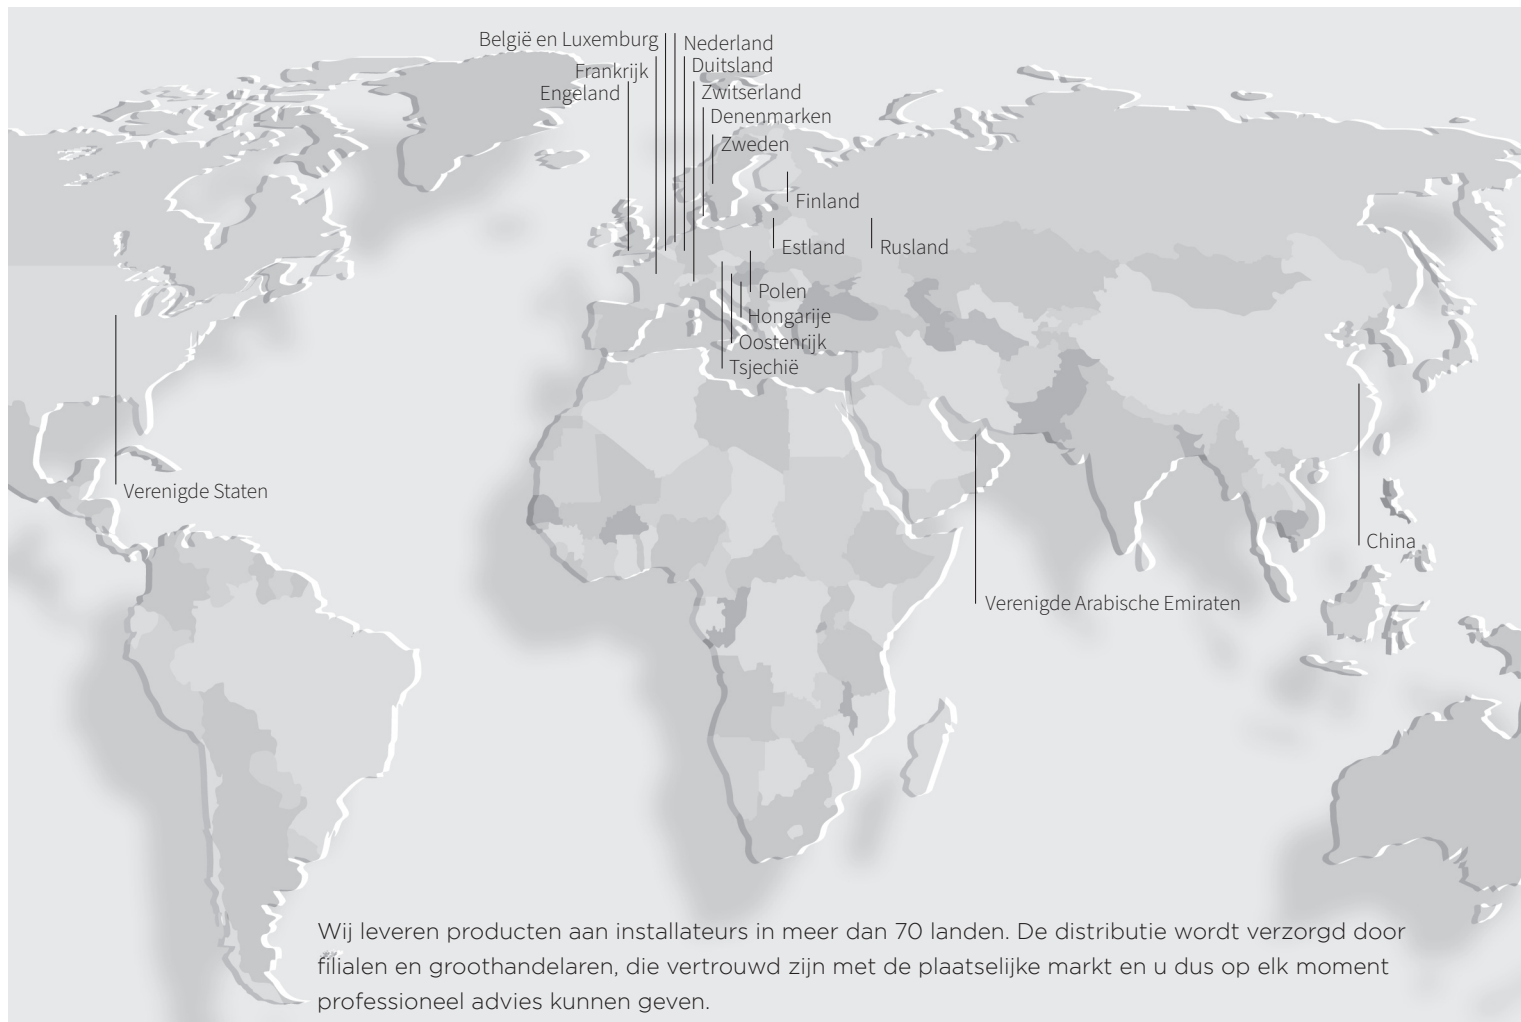 België en Luxemburg
Nederland
Frankrijk
Duitsland
Engeland
Zwitserland
Denenmarken
Zweden
Finland
Estland
Rusland
Polen
Hongarije
Oostenrijk
Tsjechië
Verenigde Staten
China
Verenigde Arabische Emiraten
Wij leveren producten aan installateurs in meer dan 70 landen. De distributie wordt verzorgd door
filialen en groothandelaren, die vertrouwd zijn met de plaatselijke markt en u dus op elk moment
professioneel advies kunnen geven.